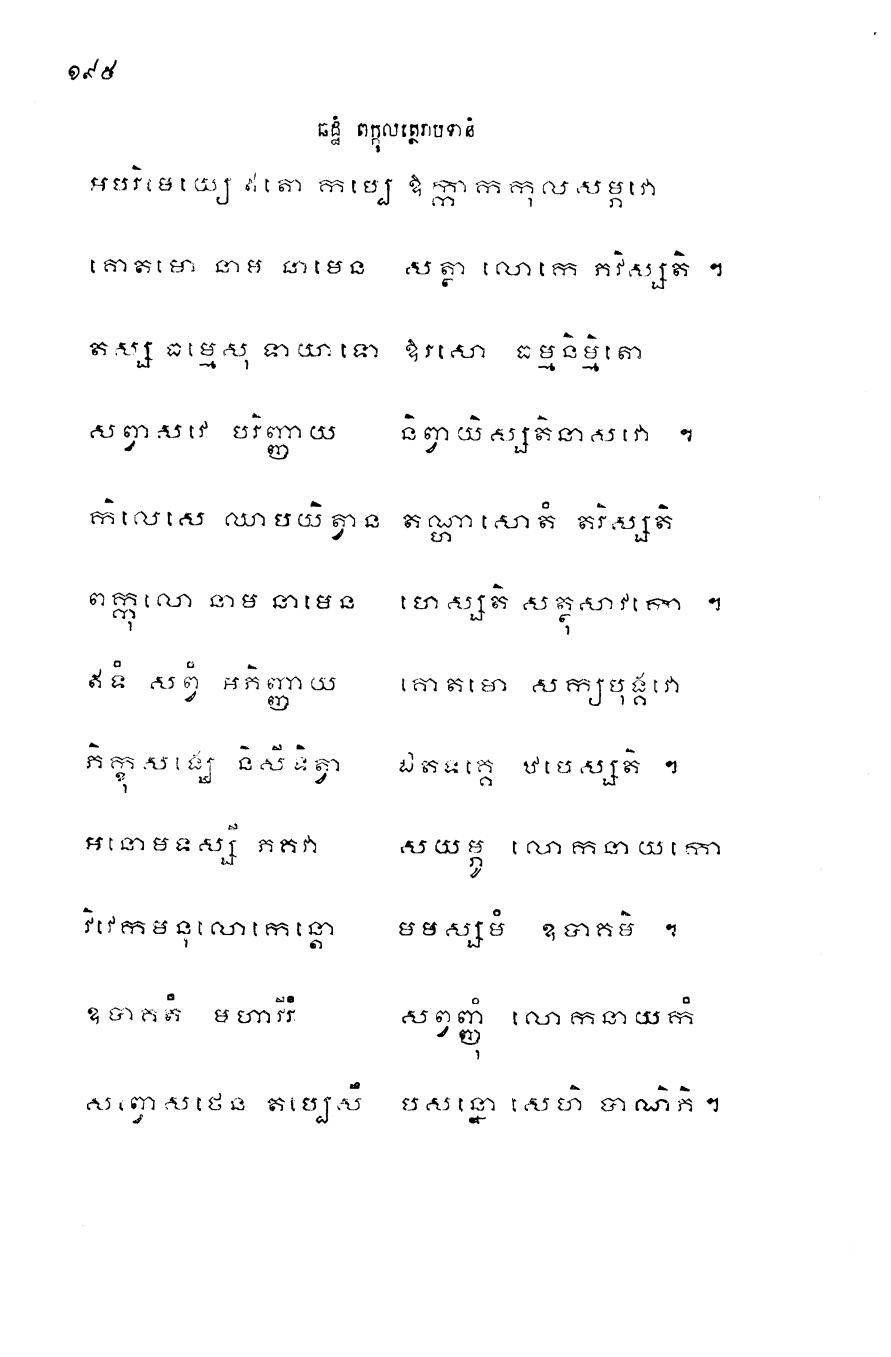 ១៩៥
ឆដ្ឋំ ពក្កុលត្ថេរាបទានំ
អបរិមេយ្យេ ឥតោ កប្បេ ឱក្កាកកុលសម្ភវោ
គោតមោ នាម នាមេន សត្ថា លោកេ ភវិស្សតិ ។
តស្ស ធម្មេសុ ទាយាទោ ឱរសោ ធម្មនិម្មិតោ
សព្វាសវេ បរិញ្ញាយ និព្វាយិស្សតិនាសវោ ។
កិលេសេ ឈាបយិត្វាន តណ្ហាសោតំ តរិស្សតិ
ពក្កុលោ នាម នាមេន ហេស្សតិ សត្ថុសាវកោ ។
ឥទំ សព្វំ អភិញ្ញាយ គោតមោ សក្យបុង្គវោ
ភិក្ខុសង្ឃេ និសីទិត្វា ឯតទគ្គេ ឋបេស្សតិ ។
អនោមទស្សី ភគវា សយម្ភូ លោកនាយកោ
វិវេកមនុលោកេន្តោ មមស្សមំ ឧបាគមិ ។
ឧបាគតំ មហាវីរំ សព្វញ្ញុំ លោកនាយកំ
សព្វោសថេន តប្បេសឹ បសន្នោ សេហិ បាណិភិ។